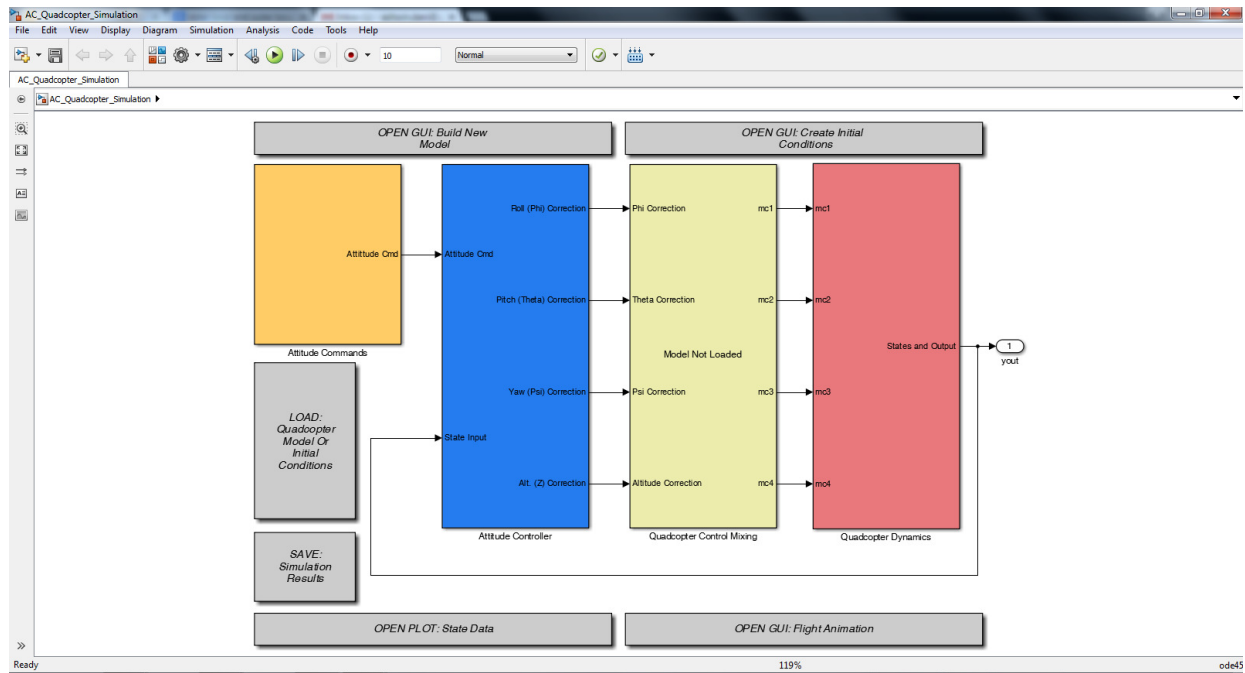 AC_Quadcopter_Simulation
File Edit View Display Diagram Simulation Analysis Code Tools Help
10
Normal
AC_Quadcopter_Simulation
AC_Quadcopter_Simulation
OPEN GUI: Build New
Model
OPEN GUI: Create Initial
Conditions
Attittude Cmd
Attitude Commands
Attitude Cmd
State Input
Roll (Phi) Correction
Pitch (Theta) Correction
Yaw (Psi) Correction
Alt. (Z) Correction
Attitude Controller
Phi Correction
Theta Correction
Psi Correction
Altitude Correction
Model Not Loaded
mc1
mc2
mc3
mc4
Quadcopter Control Mixing
mc1
mc2
mc3
mc4
States and Output
Quadcopter Dynamics
1
yout
LOAD:
Quadcopter
Model Or
Initial
Conditions
SAVE:
Simulation
Results
OPEN PLOT: State Data
OPEN GUI: Flight Animation
Ready
119%
ode45